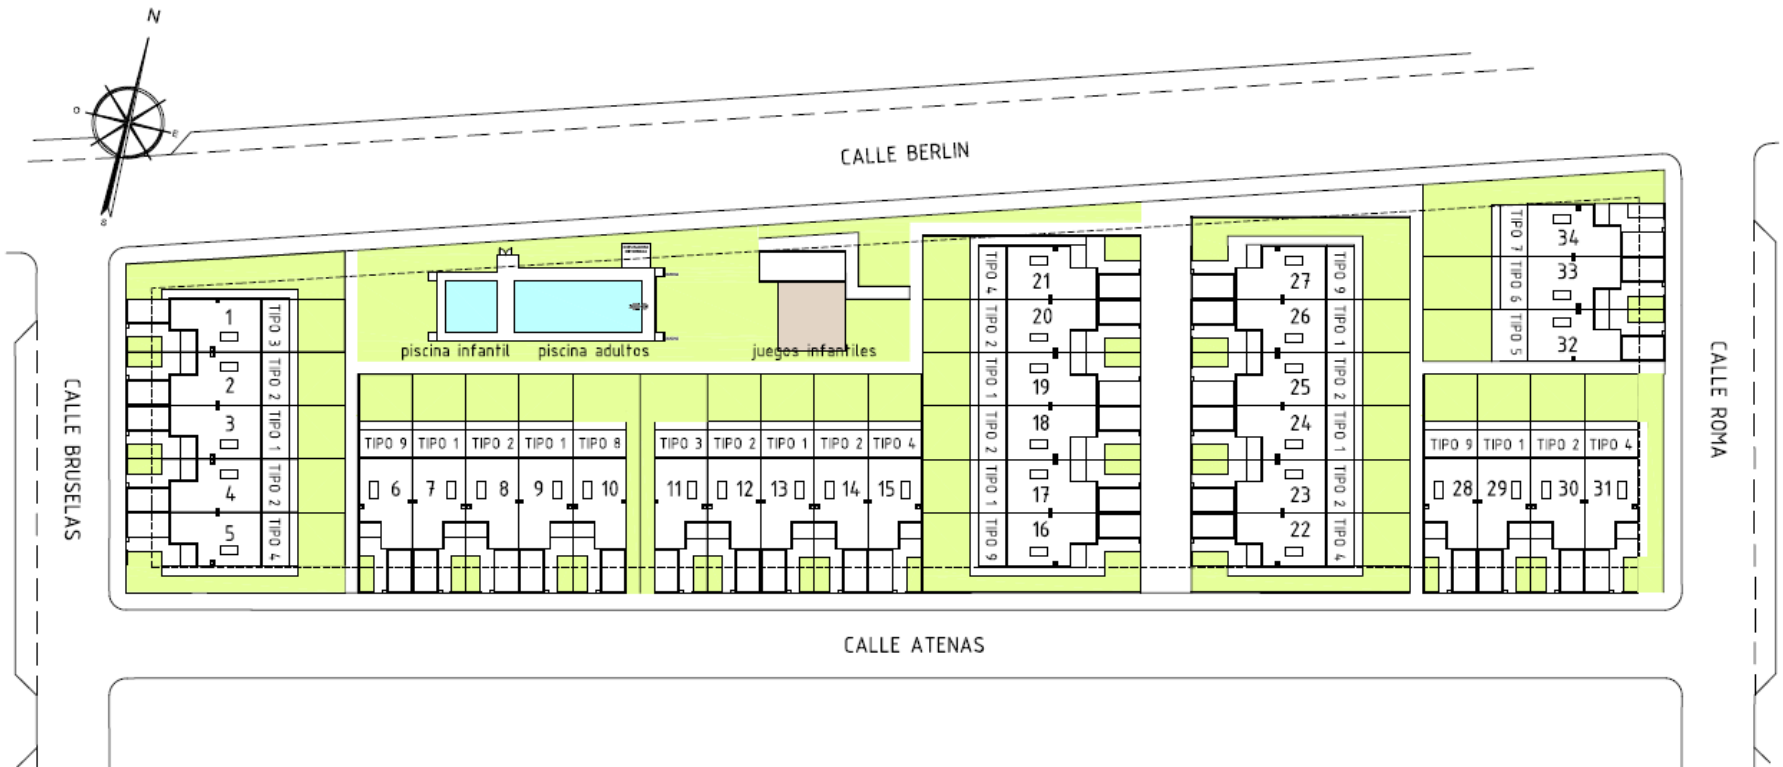 N
O
E
S
CALLE BERLIN
CALLE BRUSELAS
CALLE ROMA
CALLE ATENAS
piscina infantil
piscina adultos
juegos infantiles
1
TIPO 3
2
TIPO 2
3
TIPO 1
4
TIPO 2
5
TIPO 4
TIPO 9
TIPO 1
TIPO 2
TIPO 1
TIPO 8
6
7
8
9
10
TIPO 3
TIPO 2
TIPO 1
TIPO 2
TIPO 4
11
12
13
14
15
TIPO 4
21
TIPO 2
20
TIPO 1
19
TIPO 2
18
TIPO 1
17
TIPO 9
16
27
TIPO 9
26
TIPO 1
25
TIPO 2
24
TIPO 1
23
TIPO 2
22
TIPO 4
TIPO 7
34
TIPO 6
33
TIPO 5
32
TIPO 9
TIPO 1
TIPO 2
TIPO 4
28
29
30
31